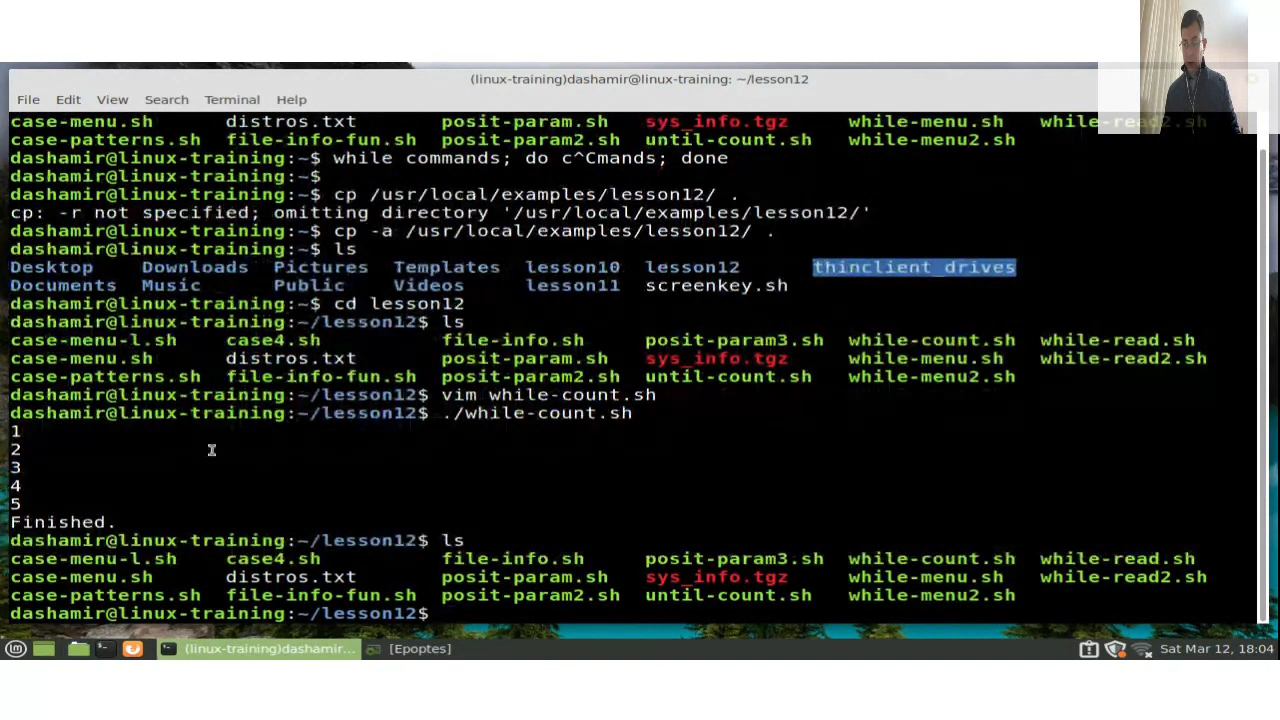 (linux-training)dashamir@linux-training: ~/lesson12
File Edit View Search Terminal Help
case-menu.sh distros.txt posit-param.sh sys_info.tgz while-menu.sh while-read2.sh
case-patterns.sh file-info-fun.sh posit-param2.sh until-count.sh while-menu2.sh
dashamir@linux-training:~$ while commands; do c^Cmands; done
dashamir@linux-training:~$
dashamir@linux-training:~$ cp /usr/local/examples/lesson12/ .
cp: -r not specified; omitting directory '/usr/local/examples/lesson12/'
dashamir@linux-training:~$ cp -a /usr/local/examples/lesson12/ .
dashamir@linux-training:~$ ls
Desktop Downloads Pictures Templates lesson10 lesson12 thinclient_drives
Documents Music Public Videos lesson11 screenkey.sh
dashamir@linux-training:~$ cd lesson12
dashamir@linux-training:~/lesson12$ ls
case-menu-l.sh case4.sh file-info.sh posit-param3.sh while-count.sh while-read.sh
case-menu.sh distros.txt posit-param.sh sys_info.tgz while-menu.sh while-read2.sh
case-patterns.sh file-info-fun.sh posit-param2.sh until-count.sh while-menu2.sh
dashamir@linux-training:~/lesson12$ vim while-count.sh
dashamir@linux-training:~/lesson12$ ./while-count.sh
1
2
3
4
5
Finished.
dashamir@linux-training:~/lesson12$ ls
case-menu-l.sh case4.sh file-info.sh posit-param3.sh while-count.sh while-read.sh
case-menu.sh distros.txt posit-param.sh sys_info.tgz while-menu.sh while-read2.sh
case-patterns.sh file-info-fun.sh posit-param2.sh until-count.sh while-menu2.sh
dashamir@linux-training:~/lesson12$
(linux-training)dashamir... [Epoptes] Sat Mar 12, 18:04